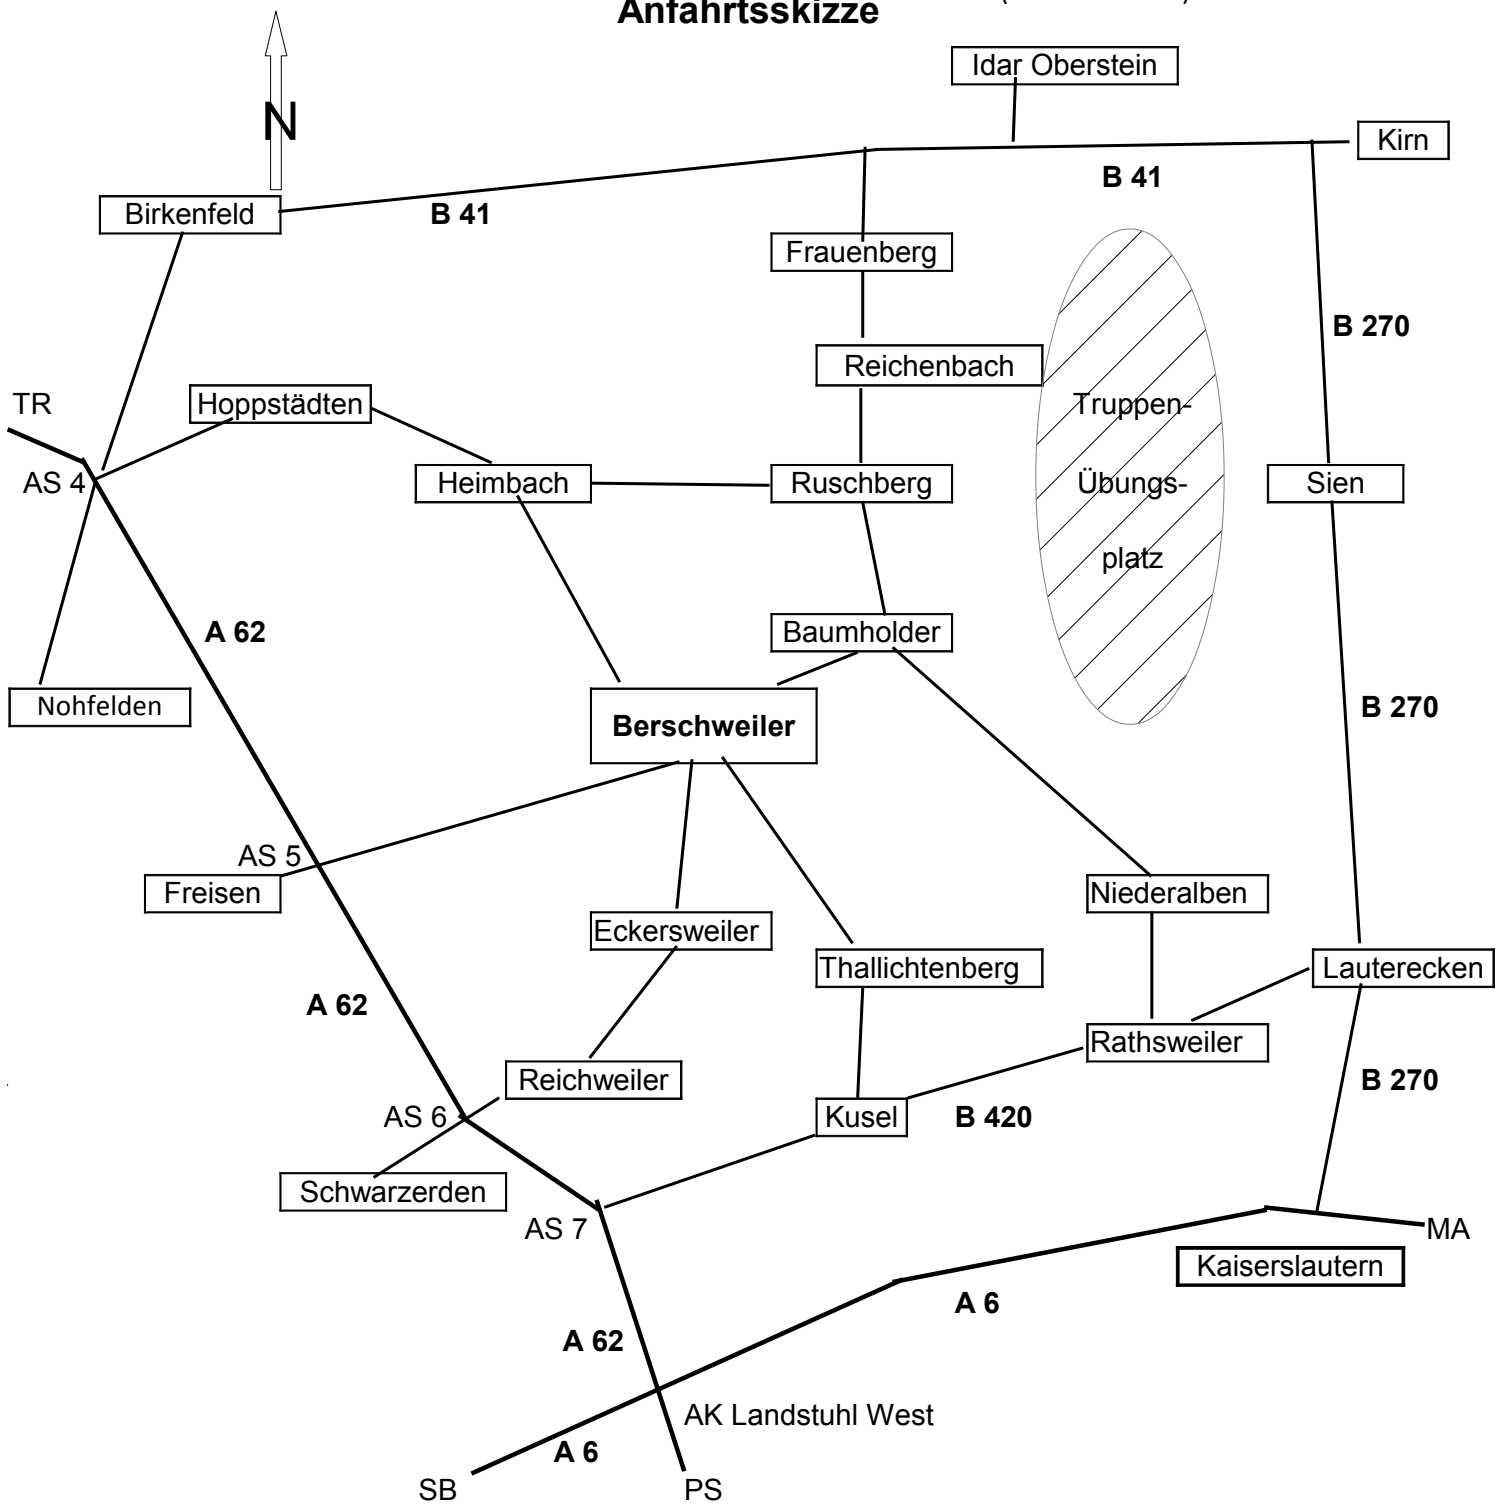 Anfahrtsskizze
Idar Oberstein
N
Kirn
B 41
Birkenfeld
B 41
Frauenberg
B 270
Reichenbach
TR
Hoppstädten
Truppen-
AS 4
Heimbach
Ruschberg
Übungs-
Sien
platz
A 62
Baumholder
Nohfelden
Berschweiler
B 270
AS 5
Freisen
Niederalben
Eckersweiler
Thallichtenberg
Lauterecken
A 62
Rathsweiler
Reichweiler
B 270
AS 6
Kusel
B 420
Schwarzerden
AS 7
MA
Kaiserslautern
A 6
A 62
AK Landstuhl West
A 6
SB
PS